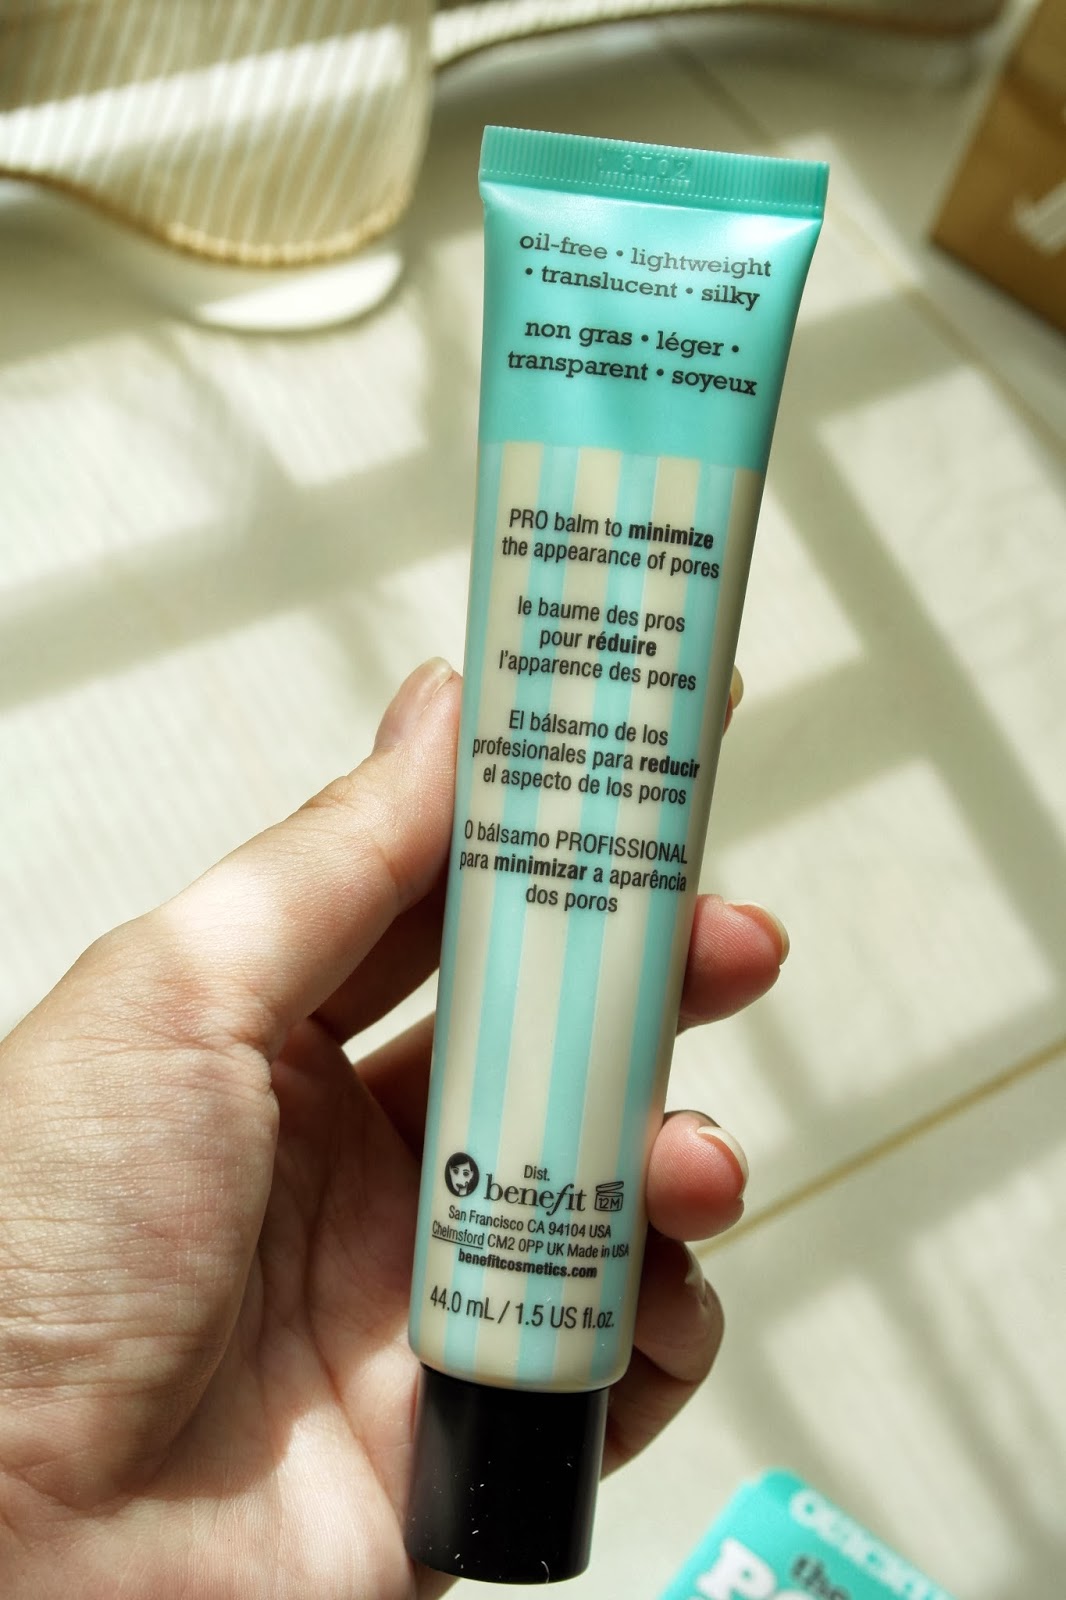 3T02
oil-free • lightweight
• translucent • silky
non gras • léger •
transparent • soyeux
PRO balm to minimize
the appearance of pores
le baume des pros
pour réduire
l'apparence des pores
El bálsamo de los
profesionales para reducir
el aspecto de los poros
O bálsamo PROFISSIONAL
para minimizar a aparência
dos poros
Dist.
benefit 12M
San Francisco CA 94104 USA
Chelmsford CM2 0PP UK Made in USA
benefitcosmetics.com
44.0 mL / 1.5 US fl.oz.
the